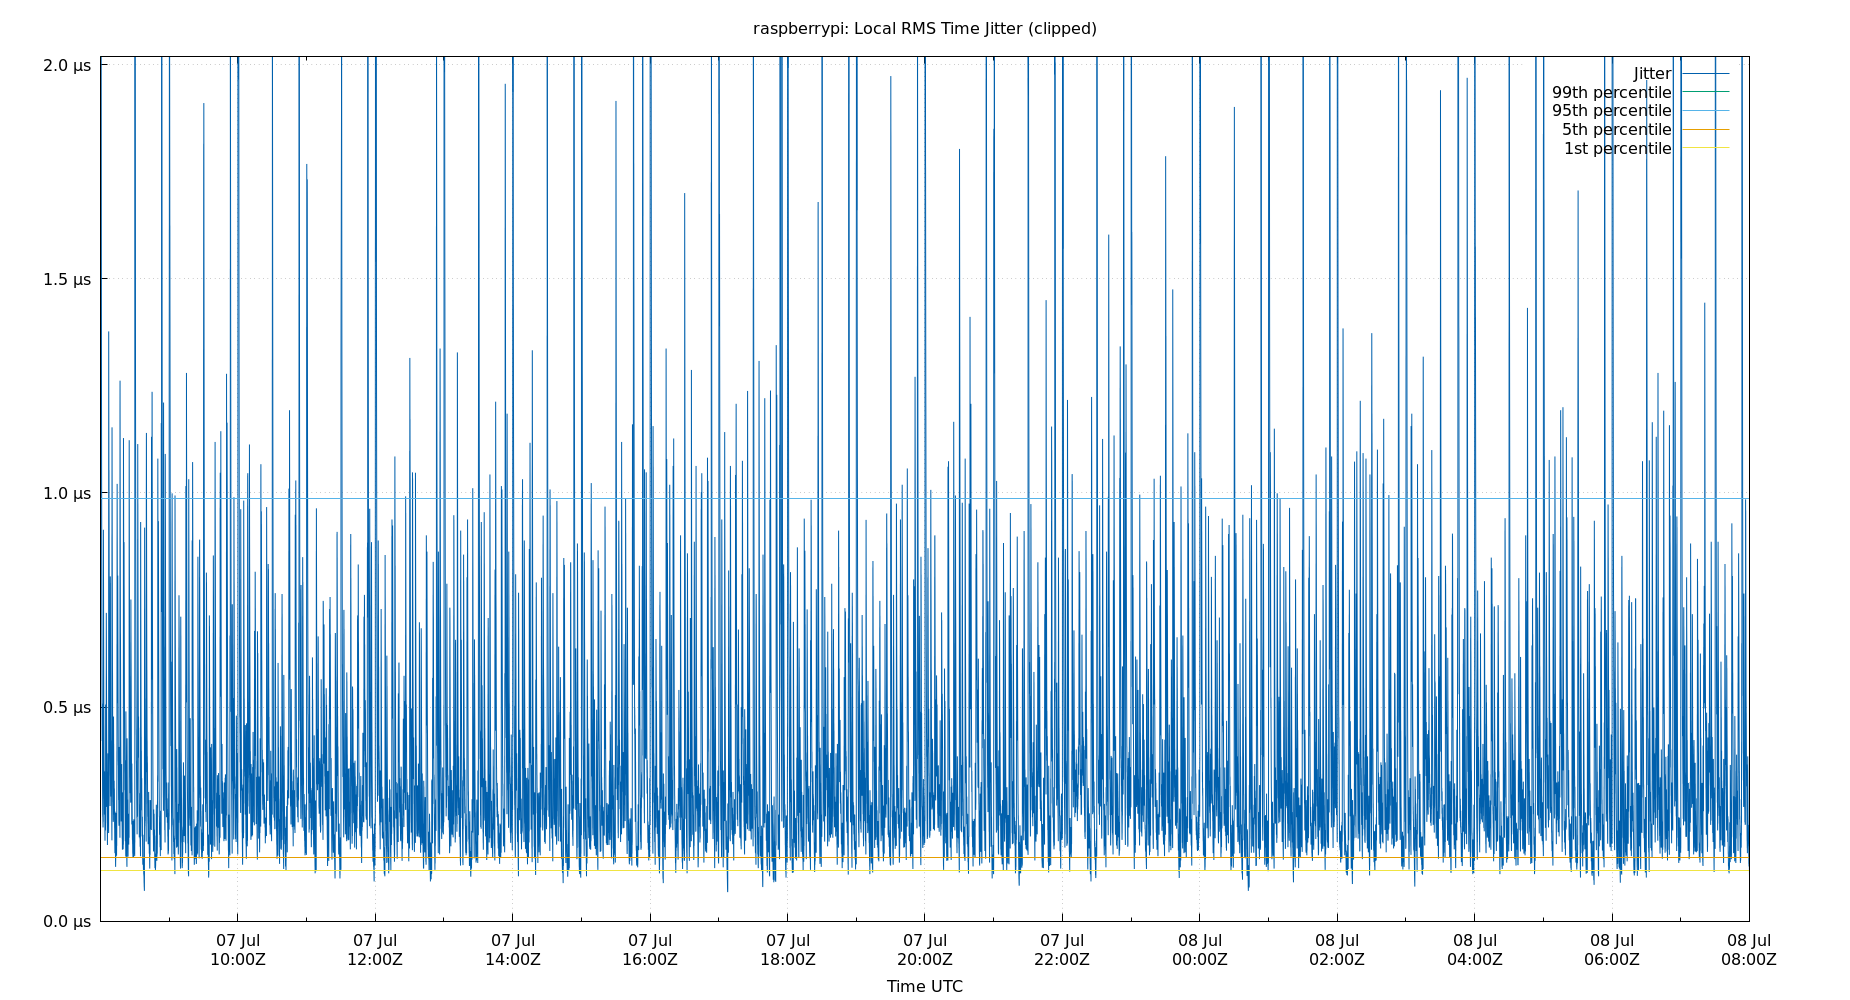 raspberrypi: Local RMS Time Jitter (clipped)
2.0 µs
1.5 µs
1.0 µs
0.5 µs
0.0 µs
Jitter
99th percentile
95th percentile
5th percentile
1st percentile
07 Jul
10:00Z
07 Jul
12:00Z
07 Jul
14:00Z
07 Jul
16:00Z
07 Jul
18:00Z
07 Jul
20:00Z
07 Jul
22:00Z
08 Jul
00:00Z
08 Jul
02:00Z
08 Jul
04:00Z
08 Jul
06:00Z
08 Jul
08:00Z
Time UTC